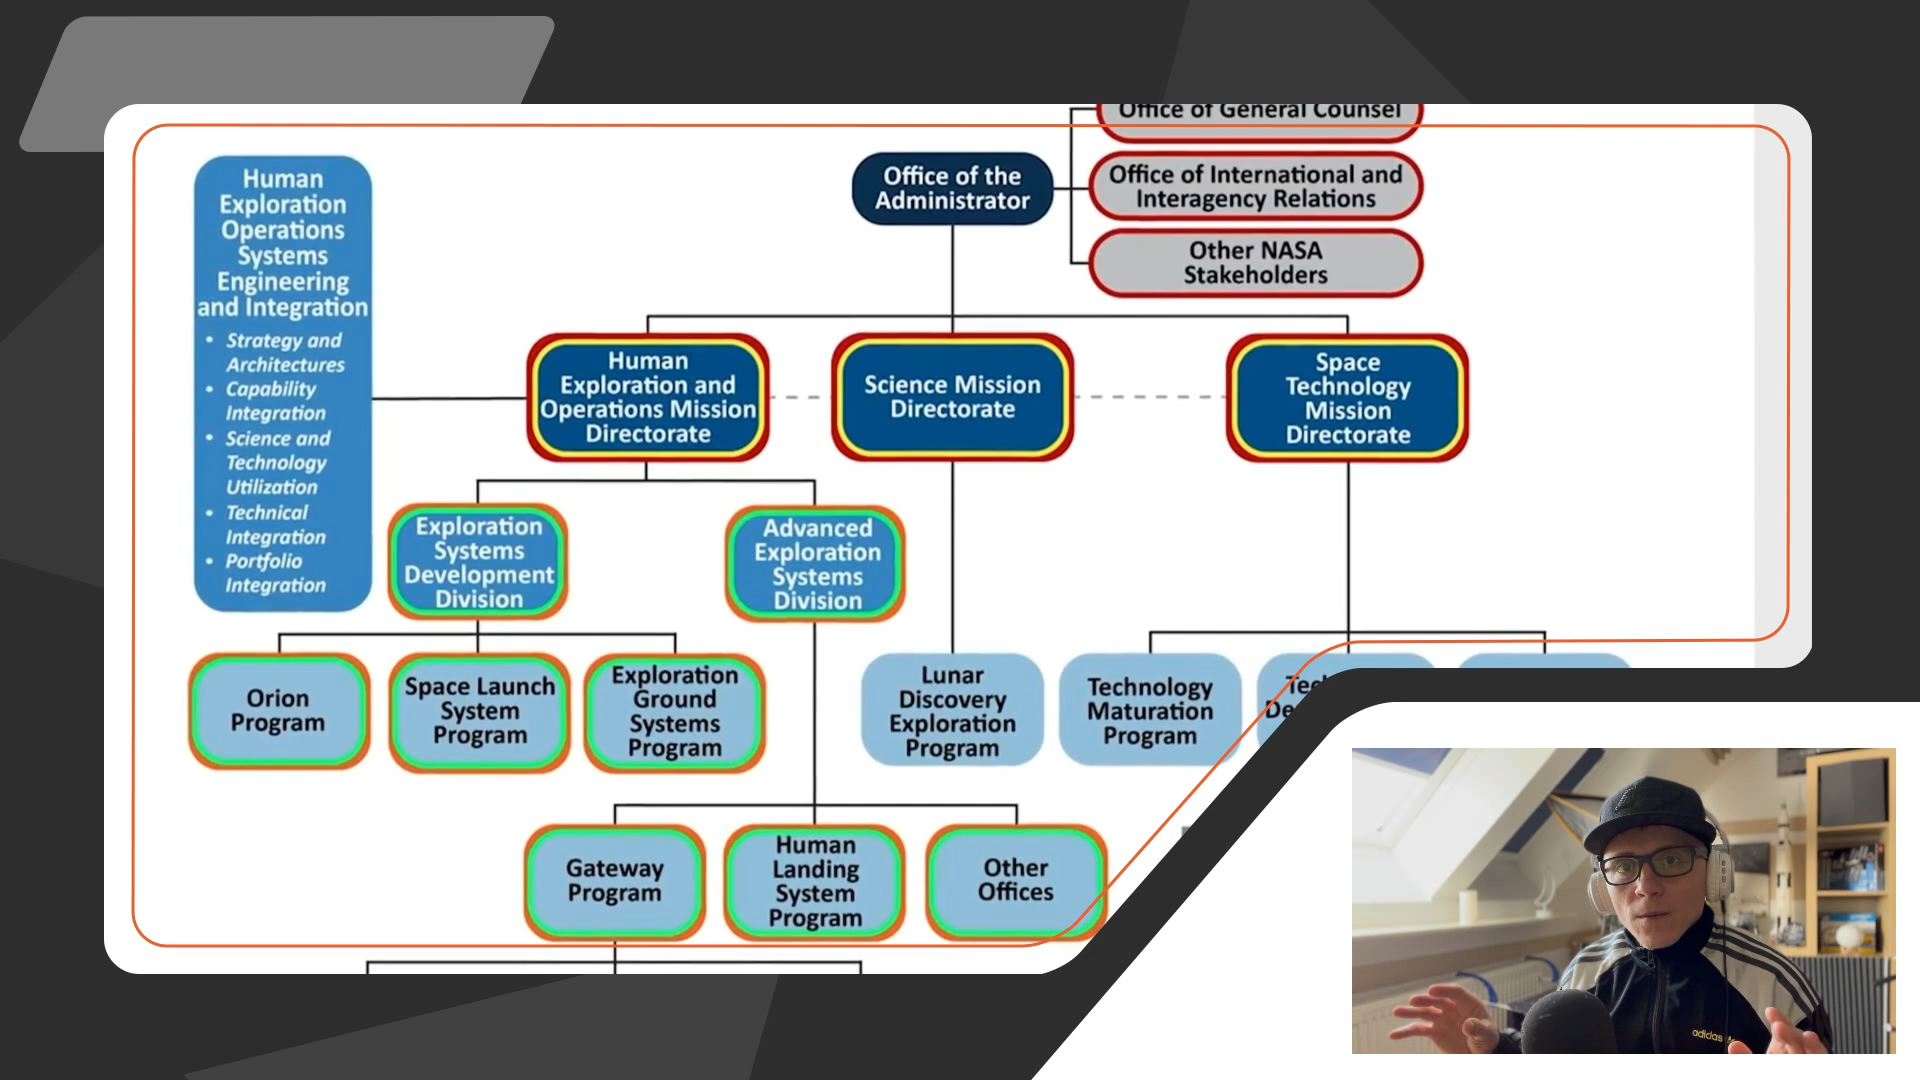 Office of General Counsel
Office of the
Administrator
Office of International and
Interagency Relations
Other NASA
Stakeholders
Human
Exploration
Operations
Systems
Engineering
and Integration
• Strategy and
Architectures
• Capability
Integration
• Science and
Technology
Utilization
• Technical
Integration
• Portfolio
Integration
Human
Exploration and
Operations Mission
Directorate
Science Mission
Directorate
Space
Technology
Mission
Directorate
Exploration
Systems
Development
Division
Advanced
Exploration
Systems
Division
Orion
Program
Space Launch
System
Program
Exploration
Ground
Systems
Program
Lunar
Discovery
Exploration
Program
Technology
Maturation
Program
Gateway
Program
Human
Landing
System
Program
Other
Offices
adidas